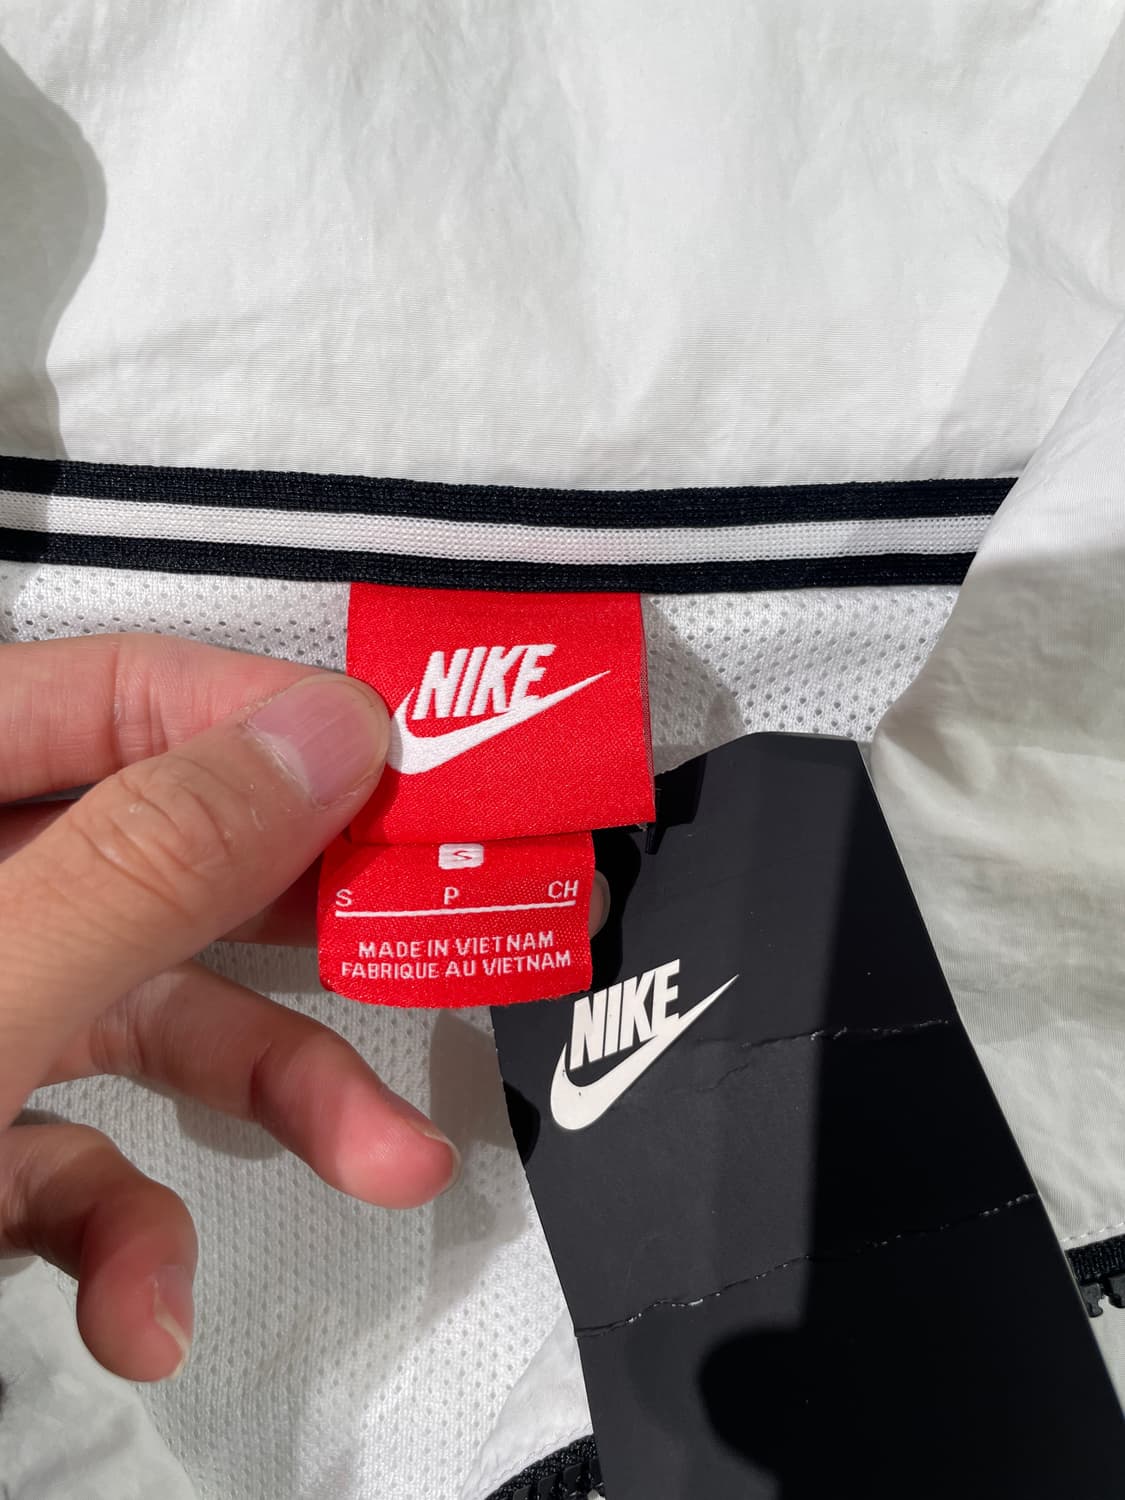 NIKE
S
S P CH
MADE IN VIETNAM
FABRIQUE AU VIETNAM
NIKE